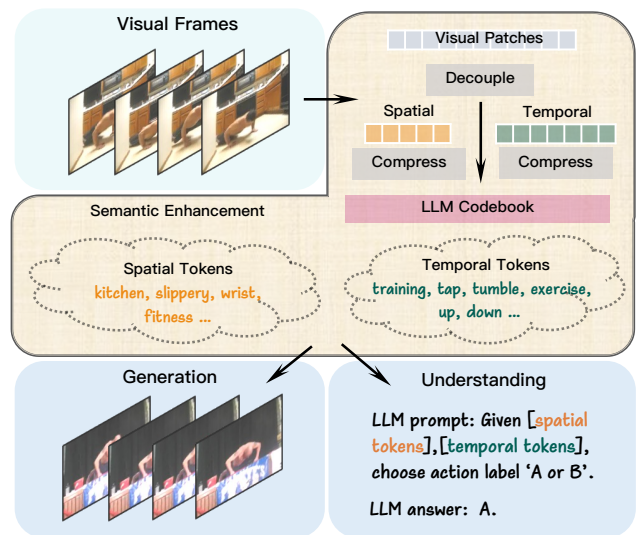 Visual Frames
Visual Patches
Decouple
Spatial
Temporal
Compress
Compress
LLM Codebook
Semantic Enhancement
Spatial Tokens
kitchen, slippery, wrist,
fitness ...
Temporal Tokens
training, tap, tumble, exercise,
up, down ...
Generation
Understanding
LLM prompt: Given [spatial
tokens],[temporal tokens],
choose action label ‘A or B’.
LLM answer: A.